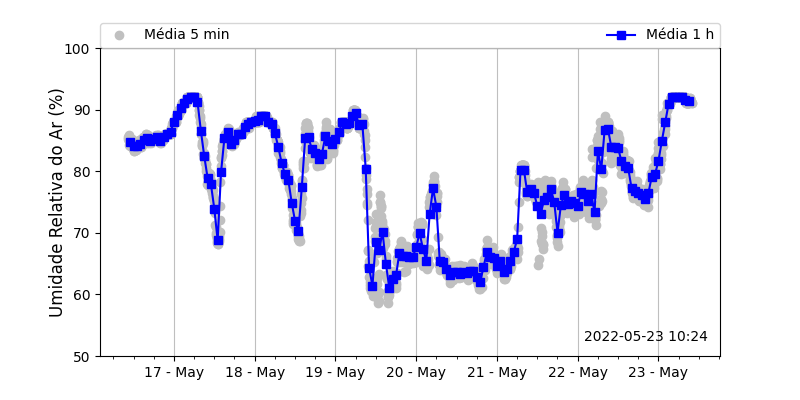 Média 5 min
Média 1 h
Umidade Relativa do Ar (%)
100
90
80
70
60
50
2022-05-23 10:24
17 - May
18 - May
19 - May
20 - May
21 - May
22 - May
23 - May